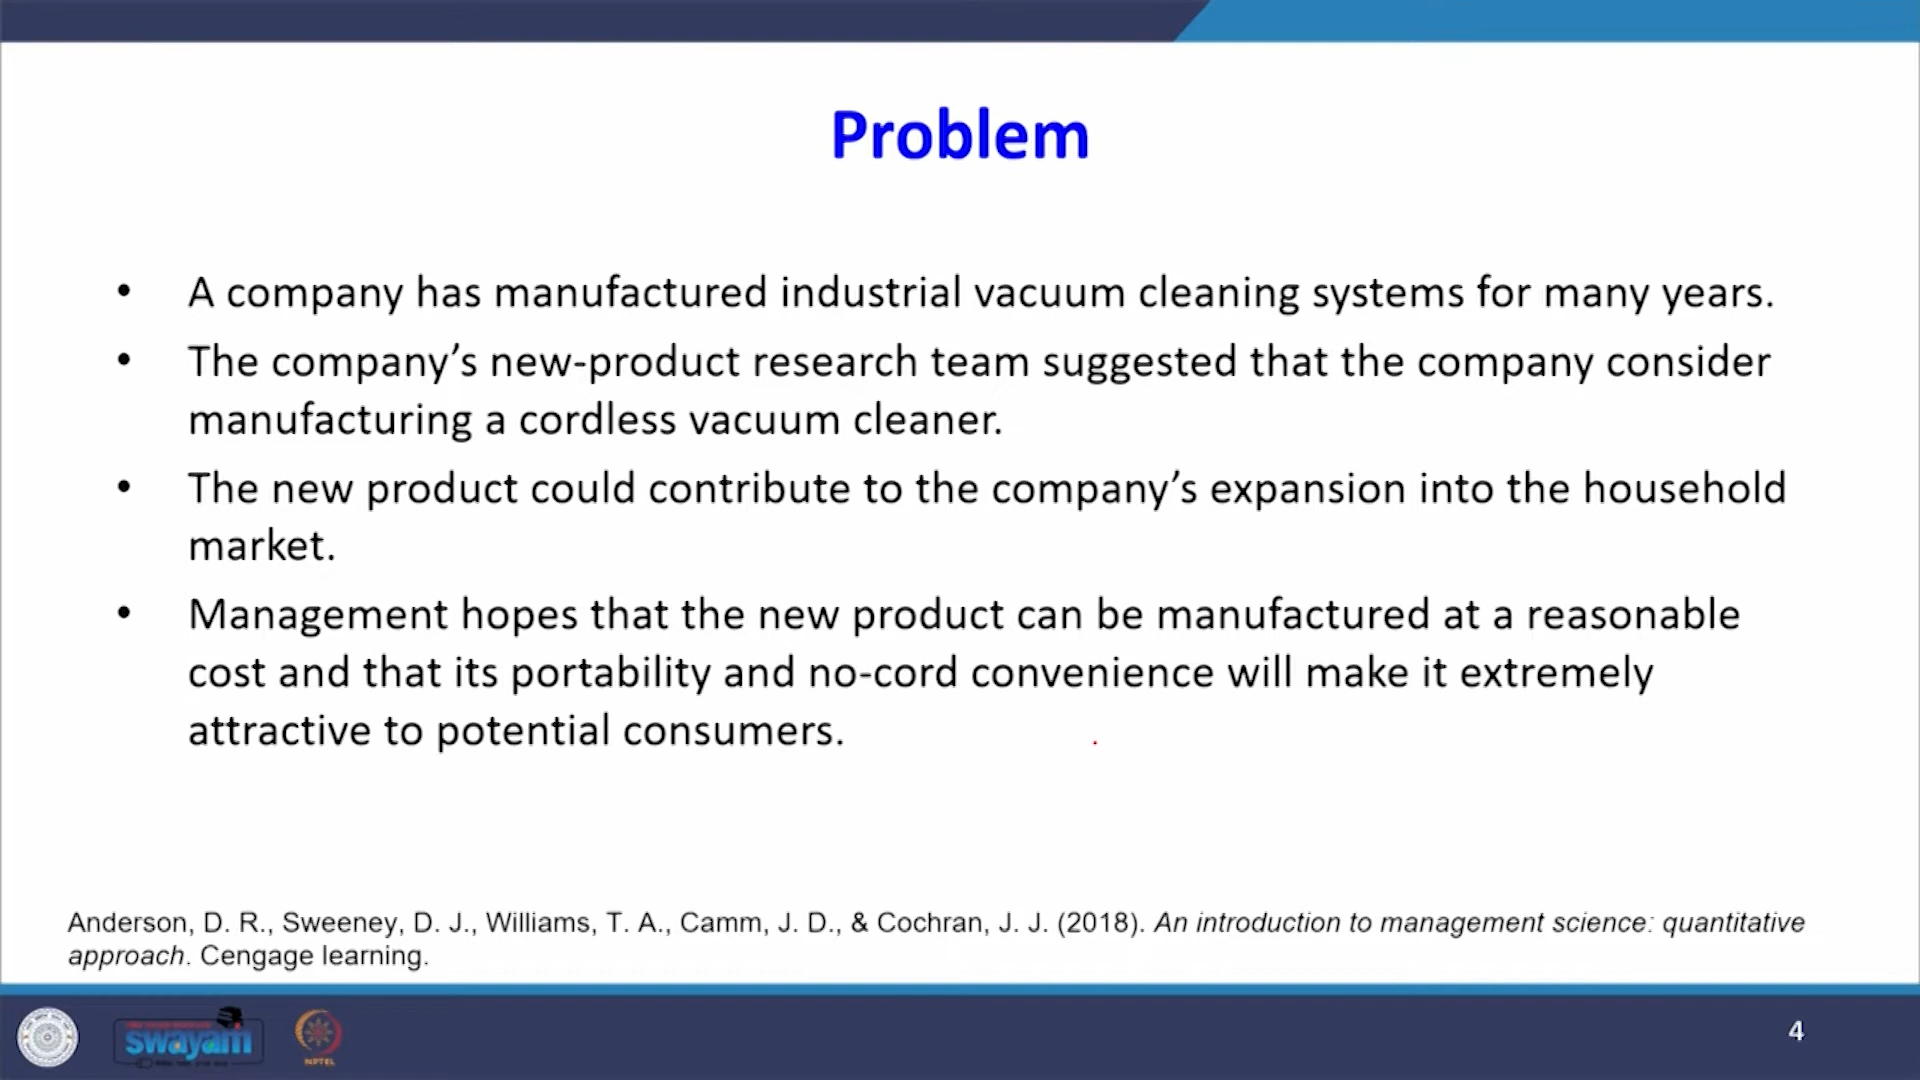 Problem
• A company has manufactured industrial vacuum cleaning systems for many years.
• The company’s new-product research team suggested that the company consider
manufacturing a cordless vacuum cleaner.
• The new product could contribute to the company’s expansion into the household
market.
• Management hopes that the new product can be manufactured at a reasonable
cost and that its portability and no-cord convenience will make it extremely
attractive to potential consumers.
Anderson, D. R., Sweeney, D. J., Williams, T. A., Camm, J. D., & Cochran, J. J. (2018). An introduction to management science: quantitative
approach. Cengage learning.
swayam
NPTEL
4